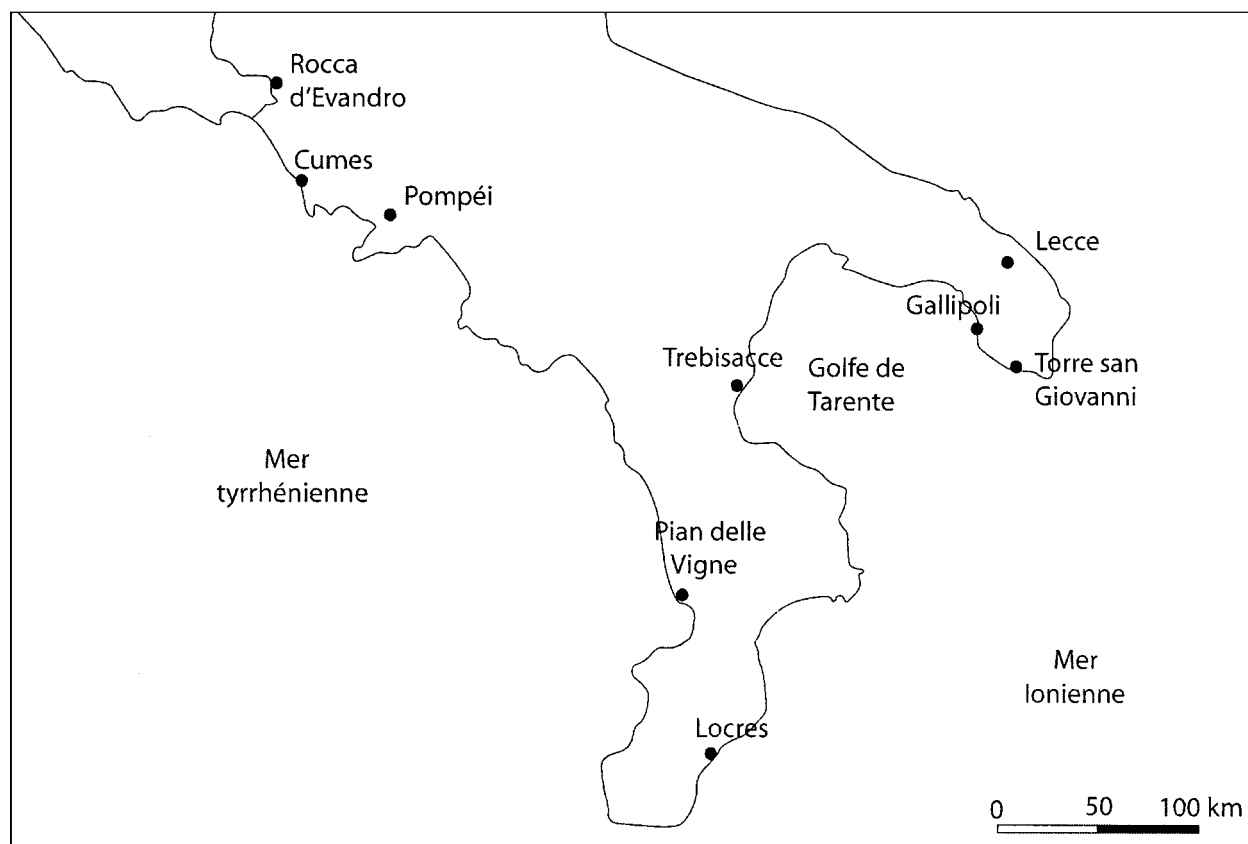 Rocca
d'Evandro
Cumes
Pompéi
Lecce
Gallipoli
Trebisacce
Golfe de
Tarente
Torre san
Giovanni
Mer
tyrrhénienne
Pian delle
Vigne
Mer
Ionienne
Locres
0 50 100 km